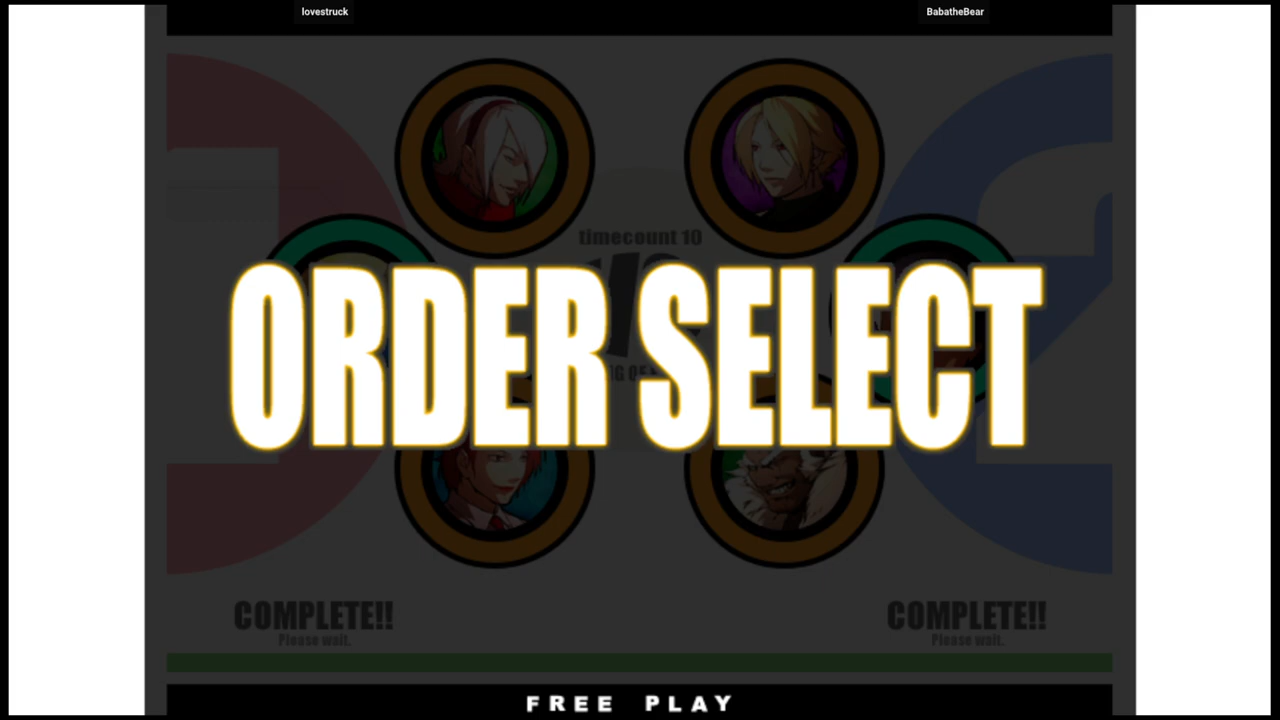 lovestruck
BabatheBear
timecount 10
ORDER SELECT
COMPLETE!!
Please wait.
COMPLETE!!
Please wait.
FREE PLAY